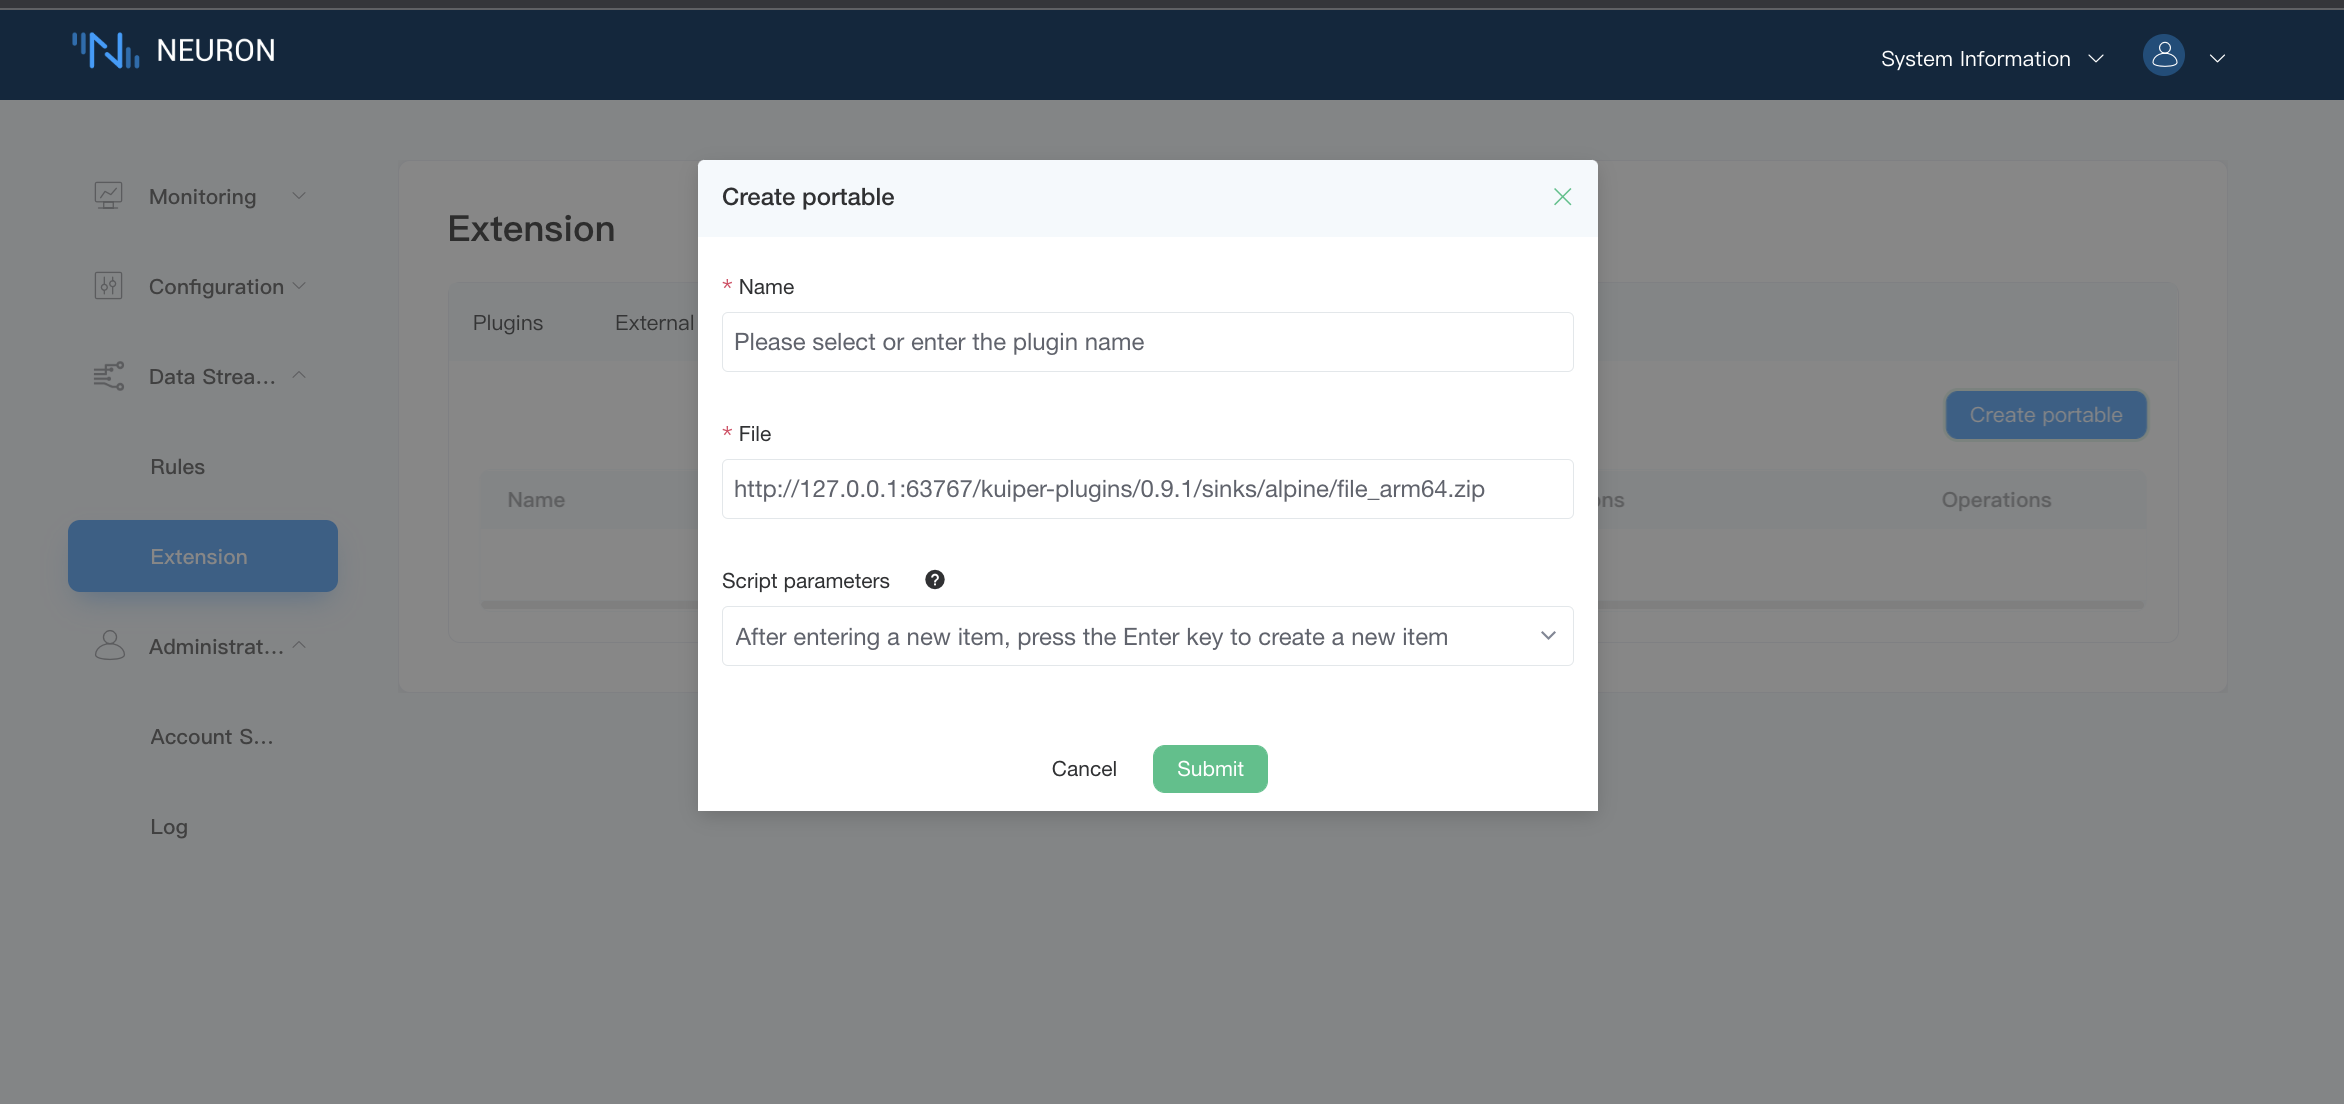 NEURON
System Information
Monitoring
Configuration
Data Strea...
Rules
Extension
Administrat...
Account S...
Log
Extension
Plugins
External
Create portable
Name
Operations
Create portable
* Name
Please select or enter the plugin name
* File
http://127.0.0.1:63767/kuiper-plugins/0.9.1/sinks/alpine/file_arm64.zip
Script parameters ?
After entering a new item, press the Enter key to create a new item
Cancel
Submit